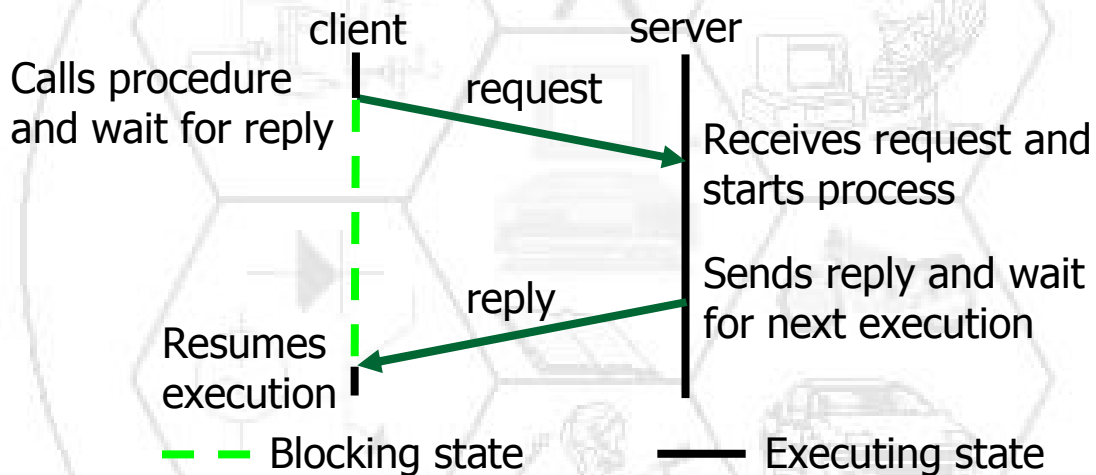 client
server
Calls procedure
and wait for reply
request
Receives request and
starts process
Sends reply and wait
for next execution
reply
Resumes
execution
Blocking state
Executing state